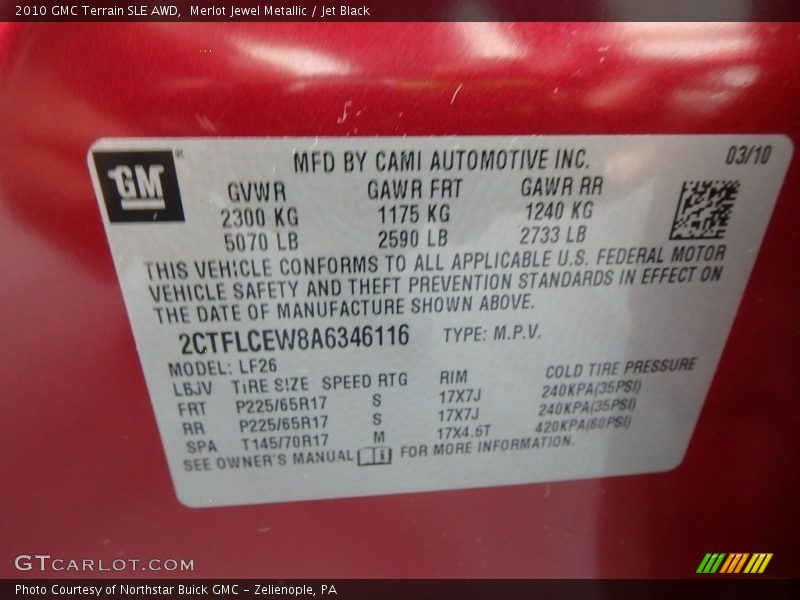 2010 GMC Terrain SLE AWD,  Merlot Jewel Metallic / Jet Black
GM
MFD BY CAMI AUTOMOTIVE INC.
03/10
GVWR GAWR FRT GAWR RR
2300 KG 1175 KG 1240 KG
5070 LB 2590 LB 2733 LB
THIS VEHICLE CONFORMS TO ALL APPLICABLE U.S. FEDERAL MOTOR
VEHICLE SAFETY AND THEFT PREVENTION STANDARDS IN EFFECT ON
THE DATE OF MANUFACTURE SHOWN ABOVE.
2CTFLCEW8A6346116 TYPE: M.P.V.
MODEL: LF26
L6JV TIRE SIZE SPEED RTG RIM COLD TIRE PRESSURE
FRT P225/65R17 S 17X7J 240KPA(35PSI)
RR P225/65R17 S 17X7J 240KPA(35PSI)
SPA T145/70R17 M 17X4.5T 420KPA(60PSI)
SEE OWNER'S MANUAL i FOR MORE INFORMATION.
GTCARLOT.COM
Photo Courtesy of Northstar Buick GMC - Zelienople, PA